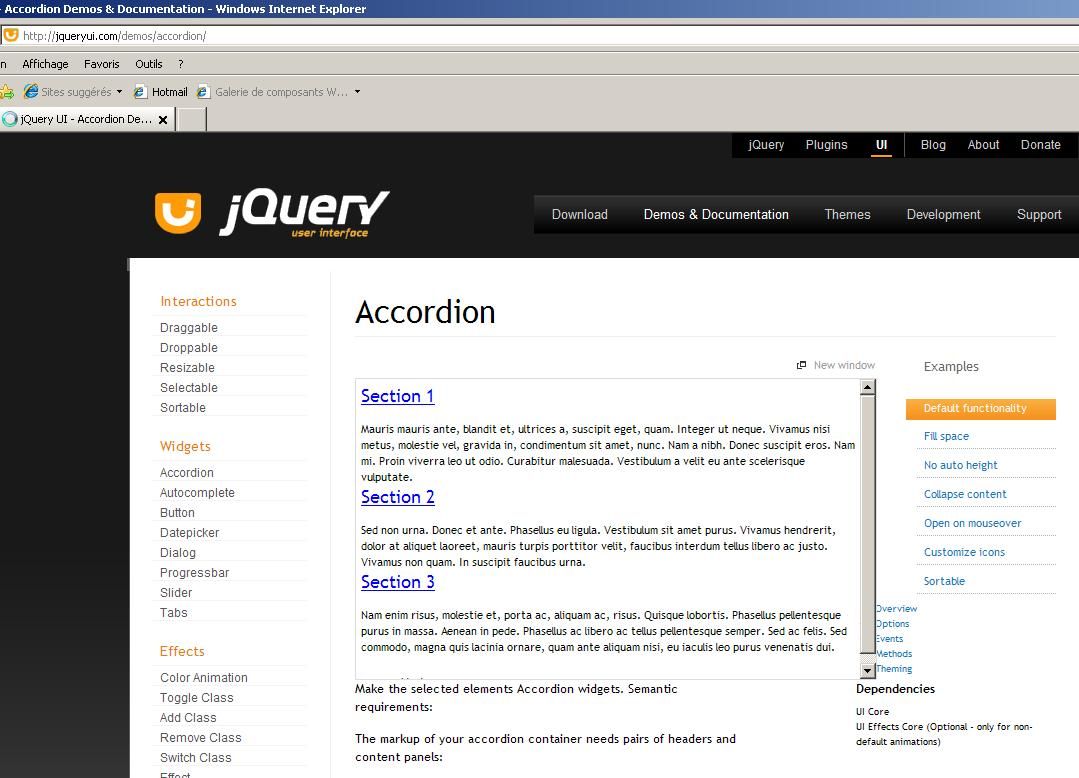 Accordion Demos & Documentation - Windows Internet Explorer
http://jqueryui.com/demos/accordion/
n Affichage Favoris Outils ?
Sites suggérés Hotmail Galerie de composants W...
jQuery UI - Accordion De...
jQuery Plugins UI Blog About Donate
jQuery
user interface
Download Demos & Documentation Themes Development Support
Interactions
Draggable
Droppable
Resizable
Selectable
Sortable
Widgets
Accordion
Autocomplete
Button
Datepicker
Dialog
Progressbar
Slider
Tabs
Effects
Color Animation
Toggle Class
Add Class
Remove Class
Switch Class
Effect
Accordion
New window
Section 1
Mauris mauris ante, blandit et, ultrices a, suscipit eget, quam. Integer ut neque. Vivamus nisi
metus, molestie vel, gravida in, condimentum sit amet, nunc. Nam a nibh. Donec suscipit eros. Nam
mi. Proin viverra leo ut odio. Curabitur malesuada. Vestibulum a velit eu ante scelerisque
vulputate.
Section 2
Sed non urna. Donec et ante. Phasellus eu ligula. Vestibulum sit amet purus. Vivamus hendrerit,
dolor at aliquet laoreet, mauris turpis porttitor velit, faucibus interdum tellus libero ac justo.
Vivamus non quam. In suscipit faucibus urna.
Section 3
Nam enim risus, molestie et, porta ac, aliquam ac, risus. Quisque lobortis. Phasellus pellentesque
purus in massa. Aenean in pede. Phasellus ac libero ac tellus pellentesque semper. Sed ac felis. Sed
commodo, magna quis lacinia ornare, quam ante aliquam nisi, eu iaculis leo purus venenatis dui.
Make the selected elements Accordion widgets. Semantic
requirements:
The markup of your accordion container needs pairs of headers and
content panels:
Examples
Default functionality
Fill space
No auto height
Collapse content
Open on mouseover
Customize icons
Sortable
Overview
Options
Events
Methods
Theming
Dependencies
UI Core
UI Effects Core (Optional - only for non-
default animations)